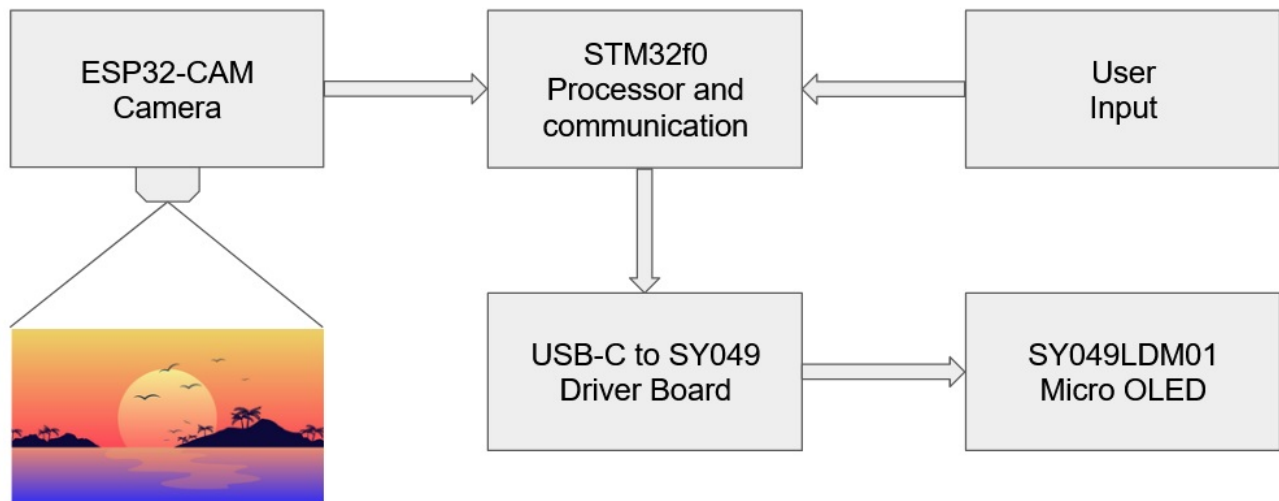 ESP32-CAM
Camera
STM32f0
Processor and
communication
User
Input
USB-C to SY049
Driver Board
SY049LDM01
Micro OLED